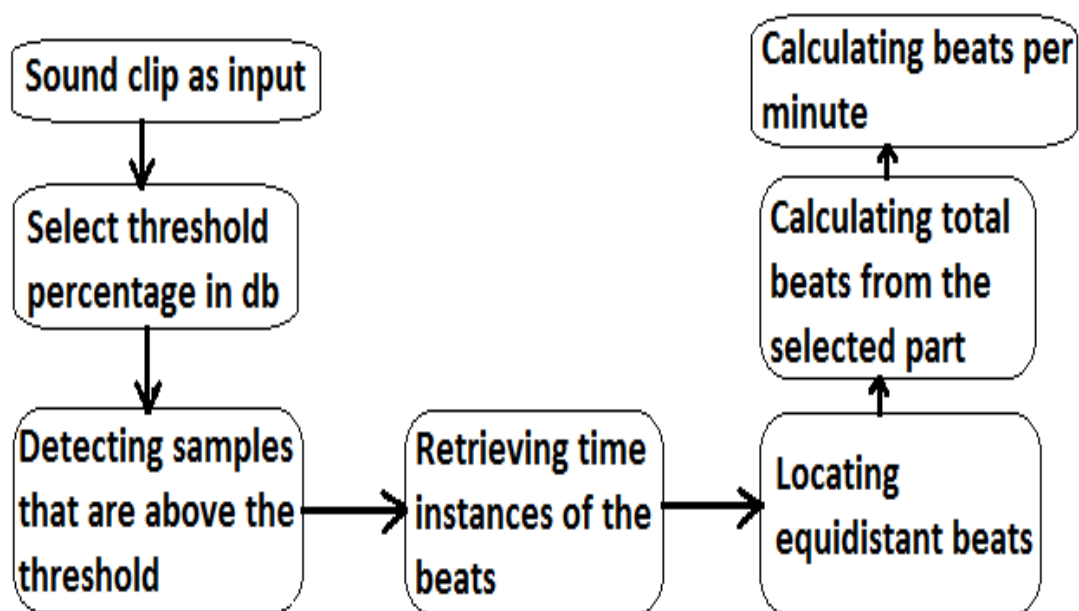 Sound clip as input
Select threshold
percentage in db
Detecting samples
that are above the
threshold
Retrieving time
instances of the
beats
Locating
equidistant beats
Calculating total
beats from the
selected part
Calculating beats per
minute